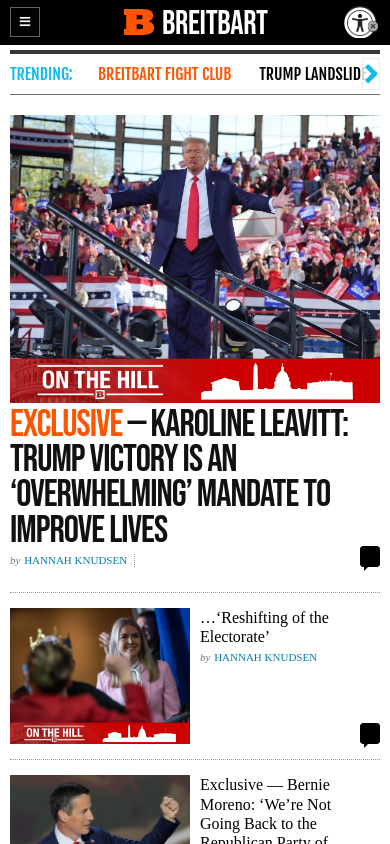 BREITBART
TRENDING:
BREITBART FIGHT CLUB
TRUMP LANDSLID
ON THE HILL
EXCLUSIVE – KAROLINE LEAVITT:
TRUMP VICTORY IS AN
‘OVERWHELMING’ MANDATE TO
IMPROVE LIVES
by HANNAH KNUDSEN
…‘Reshifting of the
Electorate’
by HANNAH KNUDSEN
ON THE HILL
Exclusive — Bernie
Moreno: ‘We’re Not
Going Back to the
Republican Party of